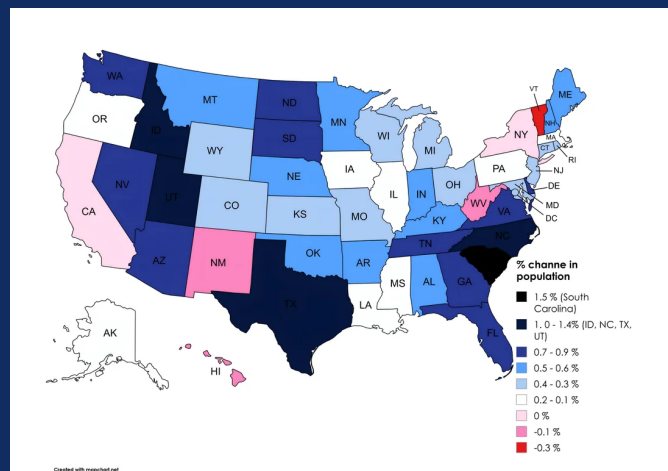 WA
MT
ND
MN
ME
VT
NH
OR
ID
SD
WI
MI
NY
MA
CT
RI
WY
NE
IA
PA
NJ
NV
UT
CO
IL
IN
OH
DE
MD
DC
CA
KS
MO
KY
WV
VA
AZ
NM
OK
AR
TN
NC
TX
LA
MS
AL
GA
FL
AK
HI
% channe in
population
1.5 % (South
Carolina)
1. 0 - 1.4% (ID, NC, TX,
UT)
0.7 - 0.9 %
0.5 - 0.6 %
0.4 - 0.3 %
0.2 - 0.1 %
0 %
-0.1 %
-0.3 %
Created with mapchart.net